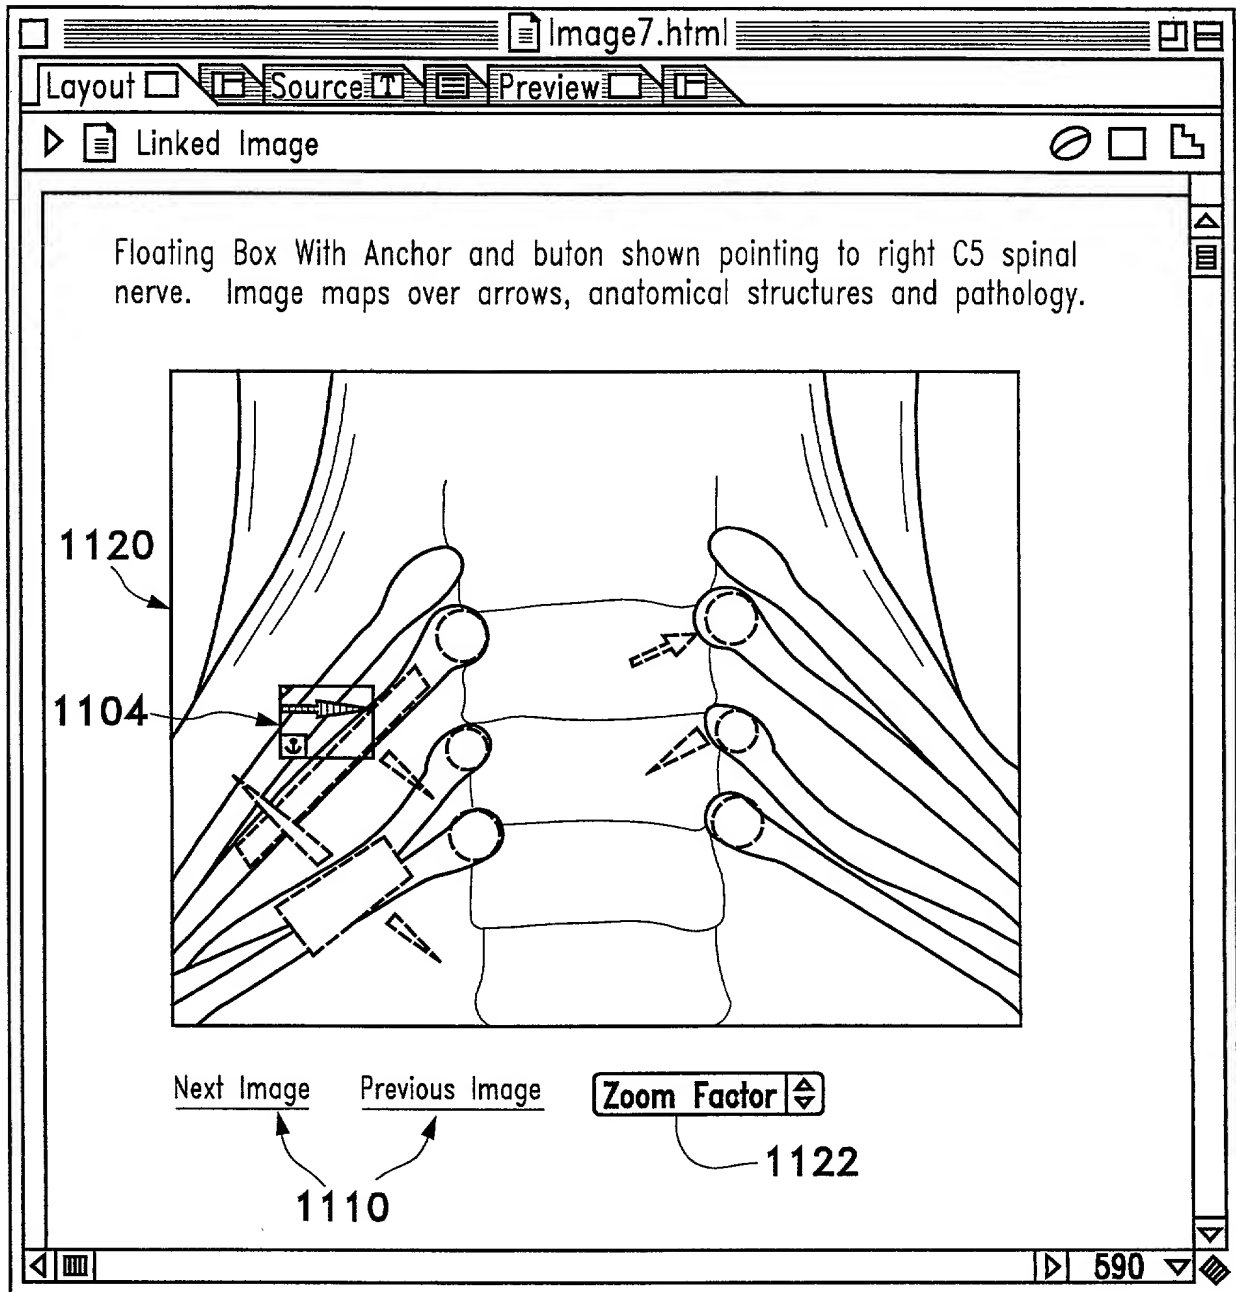 Image7.html
Layout Source T Preview
Linked Image
Floating Box With Anchor and buton shown pointing to right C5 spinal
nerve. Image maps over arrows, anatomical structures and pathology.
1120
1104
Next Image Previous Image Zoom Factor
1122
1110
590